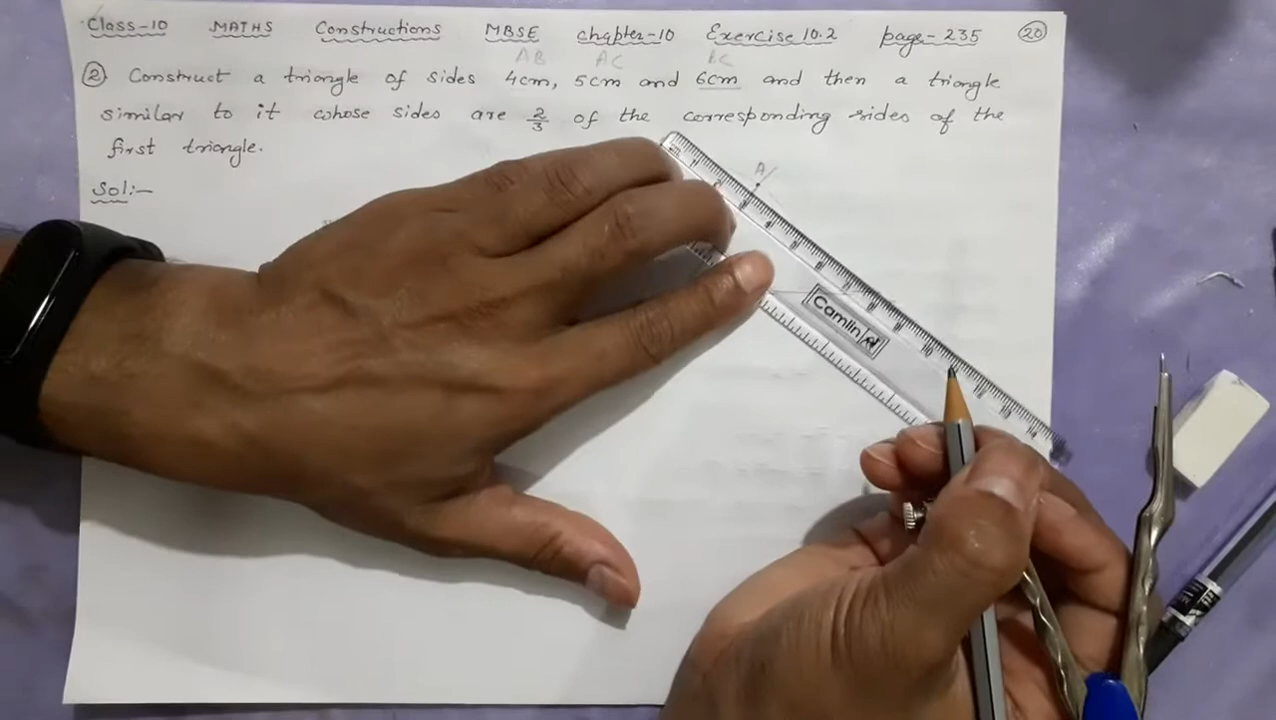 Class-10 MATHS Constructions MBSE chapter-10 Exercise 10.2 page-235 20
AB AC BC
② Construct a triangle of sides 4cm, 5cm and 6cm and then a triangle
similar to it whose sides are 2/3 of the corresponding sides of the
first triangle.
Sol:-
A
Camlin